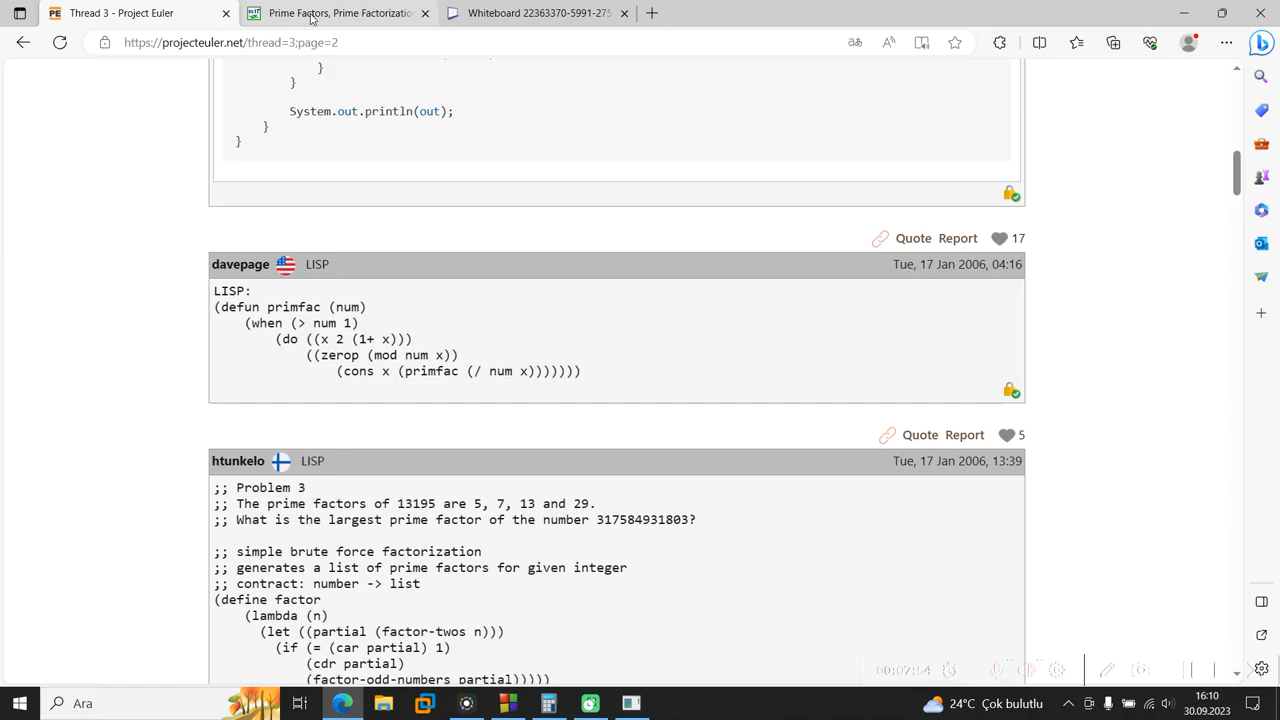 Thread 3 - Project Euler
Prime Factors, Prime Factorization
Whiteboard 22363370-5991-275
https://projecteuler.net/thread=3;page=2
}
}
System.out.println(out);
}
}
Quote Report 17
davepage LISP Tue, 17 Jan 2006, 04:16
LISP:
(defun primfac (num)
(when (> num 1)
(do ((x 2 (1+ x)))
((zerop (mod num x))
(cons x (primfac (/ num x)))))))
Quote Report 5
htunkelo LISP Tue, 17 Jan 2006, 13:39
;; Problem 3
;; The prime factors of 13195 are 5, 7, 13 and 29.
;; What is the largest prime factor of the number 317584931803?
;; simple brute force factorization
;; generates a list of prime factors for given integer
;; contract: number -> list
(define factor
(lambda (n)
(let ((partial (factor-twos n)))
(if (= (car partial) 1)
(cdr partial)
(factor-odd-numbers partial)))))
00:07:54
Ara
24°C Çok bulutlu
16:10
30.09.2023